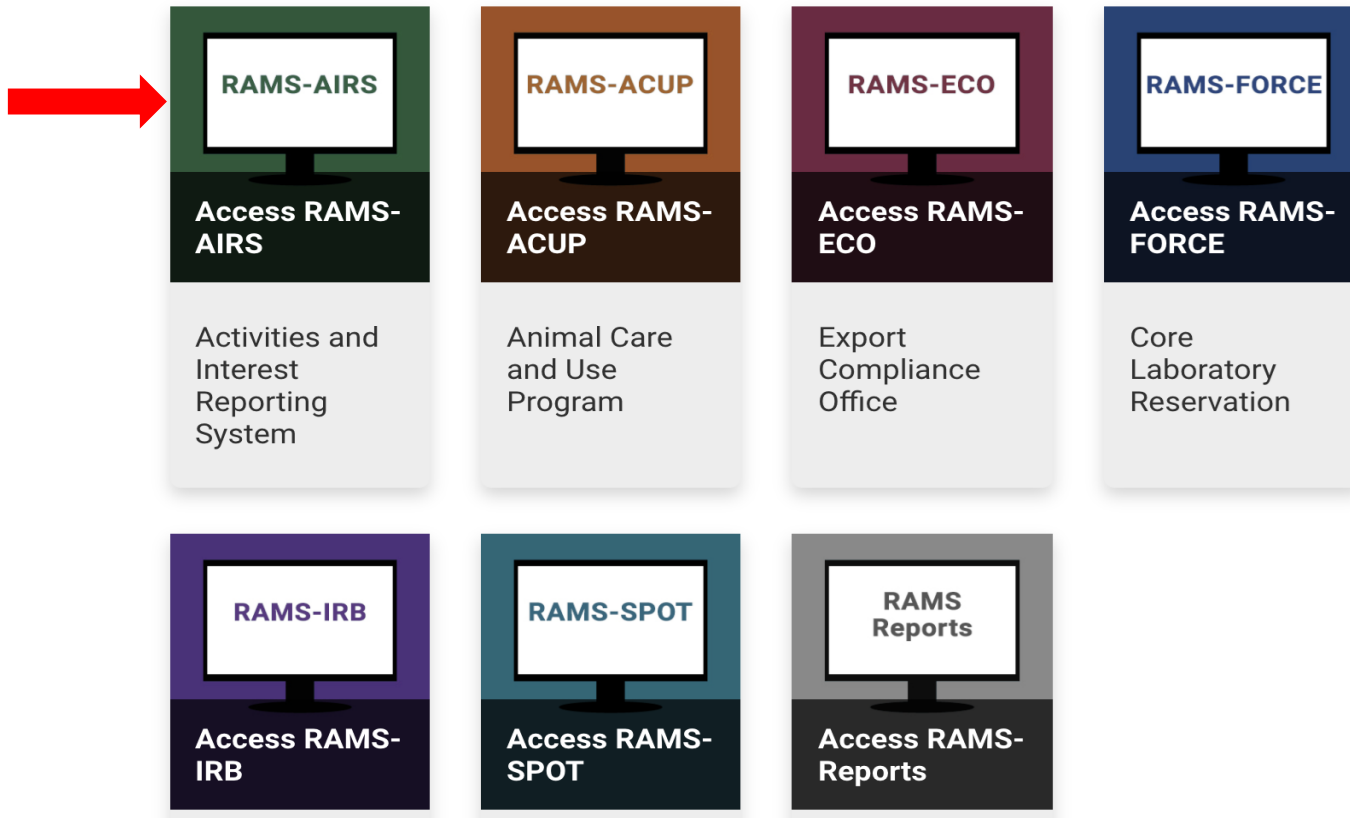 RAMS-AIRS
Access RAMS-
AIRS
Activities and
Interest
Reporting
System
RAMS-ACUP
Access RAMS-
ACUP
Animal Care
and Use
Program
RAMS-ECO
Access RAMS-
ECO
Export
Compliance
Office
RAMS-FORCE
Access RAMS-
FORCE
Core
Laboratory
Reservation
RAMS-IRB
Access RAMS-
IRB
RAMS-SPOT
Access RAMS-
SPOT
RAMS
Reports
Access RAMS-
Reports